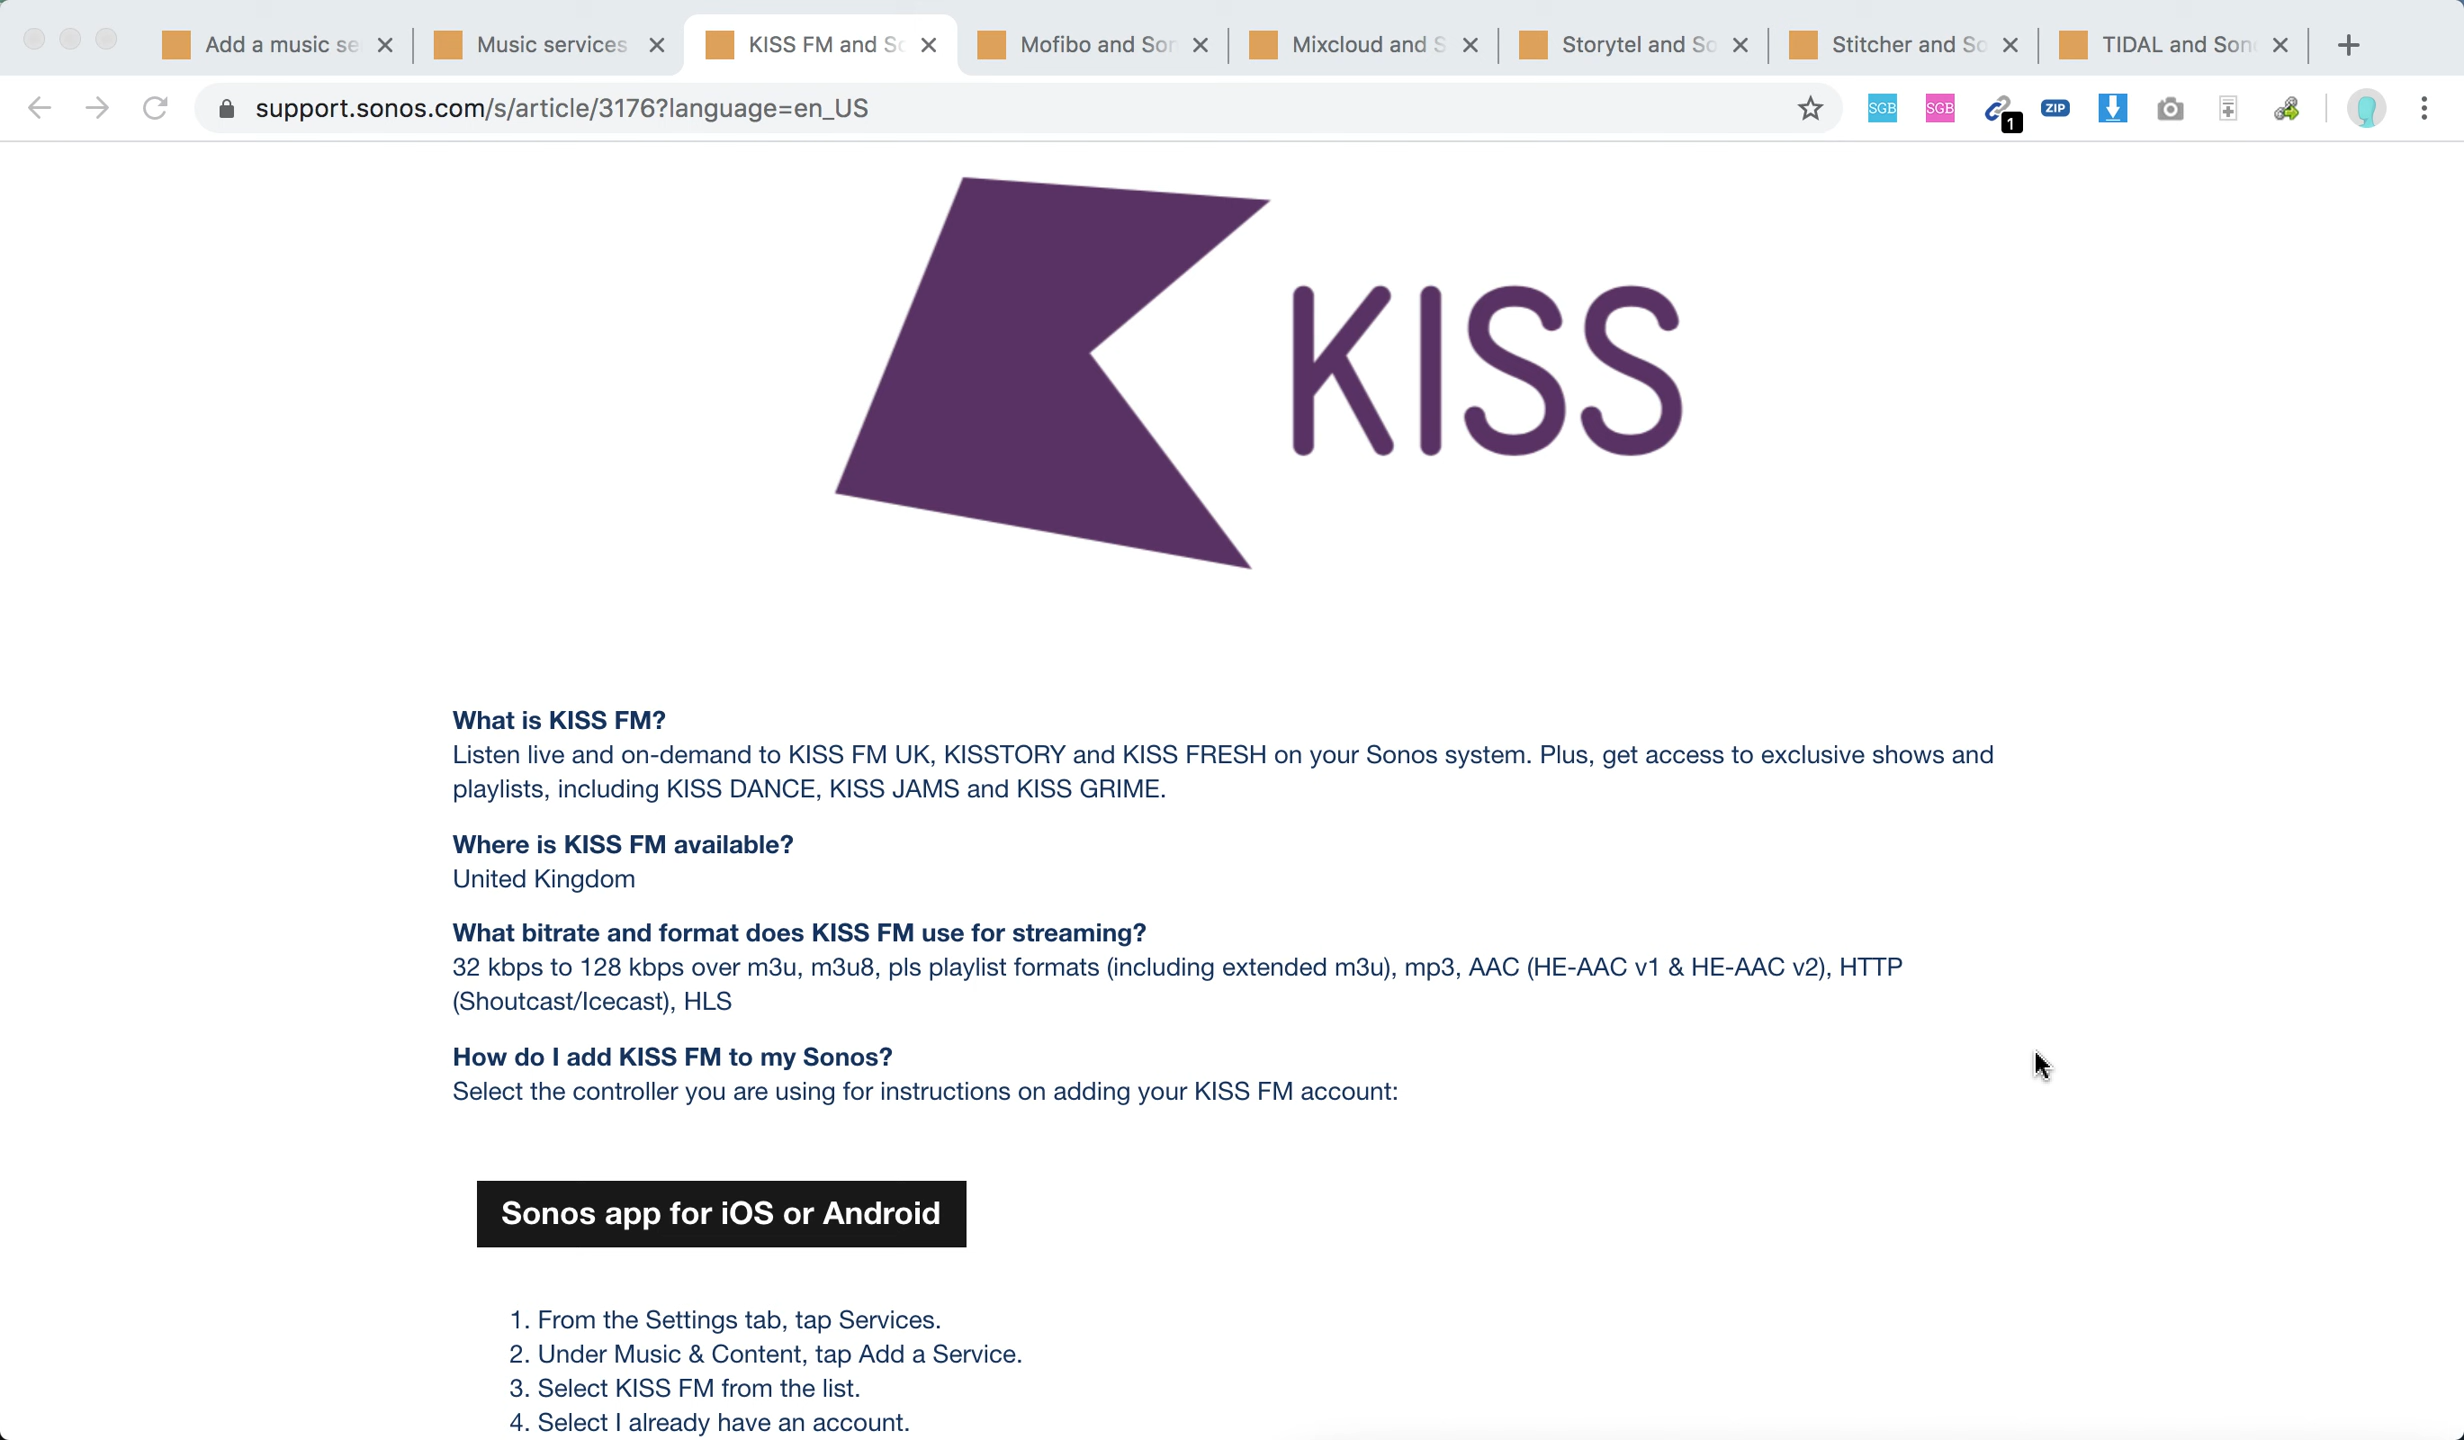 Add a music se
Music services
KISS FM and So
Mofibo and Son
Mixcloud and S
Storytel and So
Stitcher and So
TIDAL and Sono
support.sonos.com/s/article/3176?language=en_US
SGB
SGB
1
ZIP
KISS
What is KISS FM?
Listen live and on-demand to KISS FM UK, KISSTORY and KISS FRESH on your Sonos system. Plus, get access to exclusive shows and
playlists, including KISS DANCE, KISS JAMS and KISS GRIME.
Where is KISS FM available?
United Kingdom
What bitrate and format does KISS FM use for streaming?
32 kbps to 128 kbps over m3u, m3u8, pls playlist formats (including extended m3u), mp3, AAC (HE-AAC v1 & HE-AAC v2), HTTP
(Shoutcast/Icecast), HLS
How do I add KISS FM to my Sonos?
Select the controller you are using for instructions on adding your KISS FM account:
Sonos app for iOS or Android
1. From the Settings tab, tap Services.
2. Under Music & Content, tap Add a Service.
3. Select KISS FM from the list.
4. Select I already have an account.